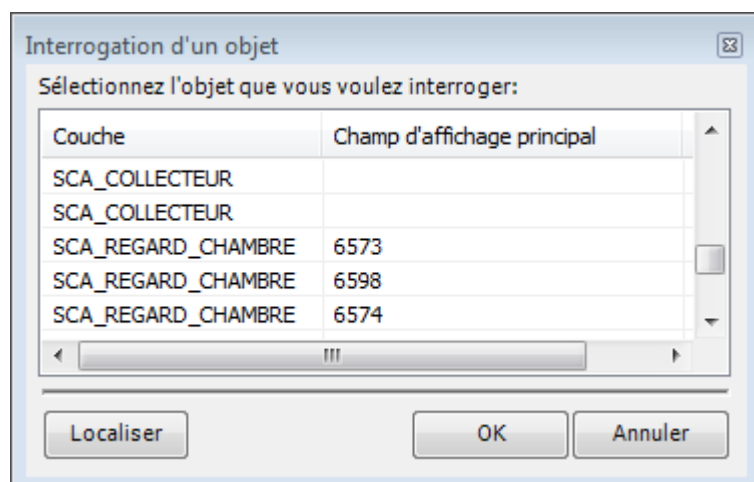 Interrogation d'un objet
Sélectionnez l'objet que vous voulez interroger:
Couche Champ d'affichage principal
SCA_COLLECTEUR
SCA_COLLECTEUR
SCA_REGARD_CHAMBRE 6573
SCA_REGARD_CHAMBRE 6598
SCA_REGARD_CHAMBRE 6574
Localiser OK Annuler